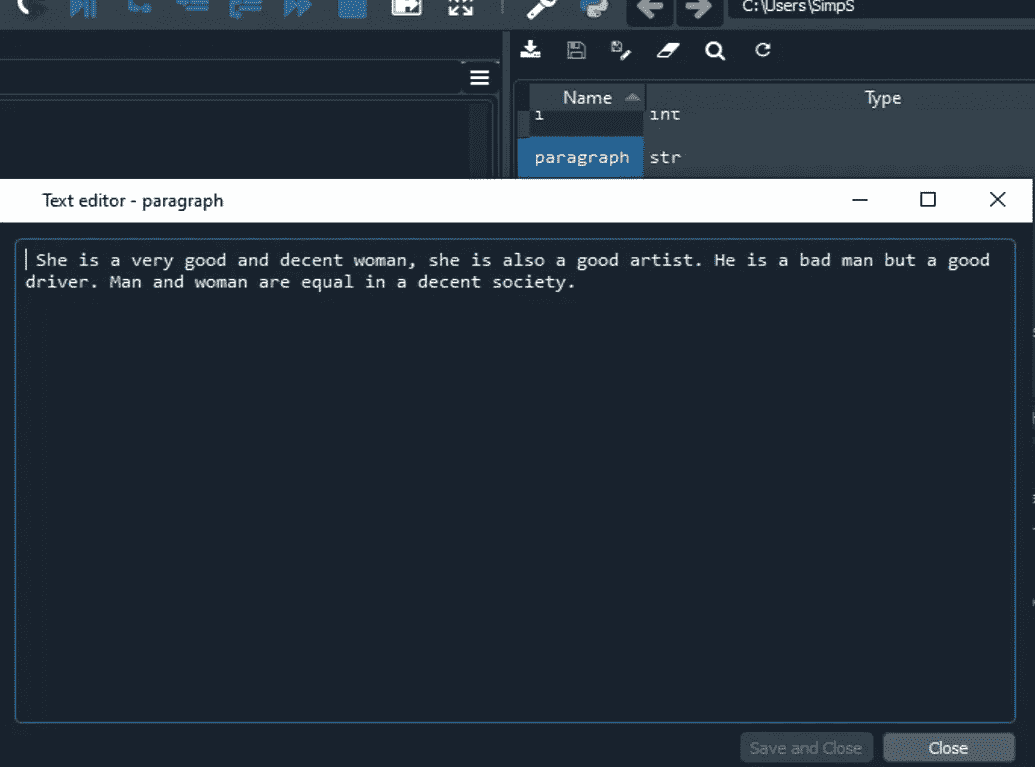 C:\Users\SimpS
Name Type
i int
paragraph str
Text editor - paragraph
She is a very good and decent woman, she is also a good artist. He is a bad man but a good
driver. Man and woman are equal in a decent society.
Save and Close Close